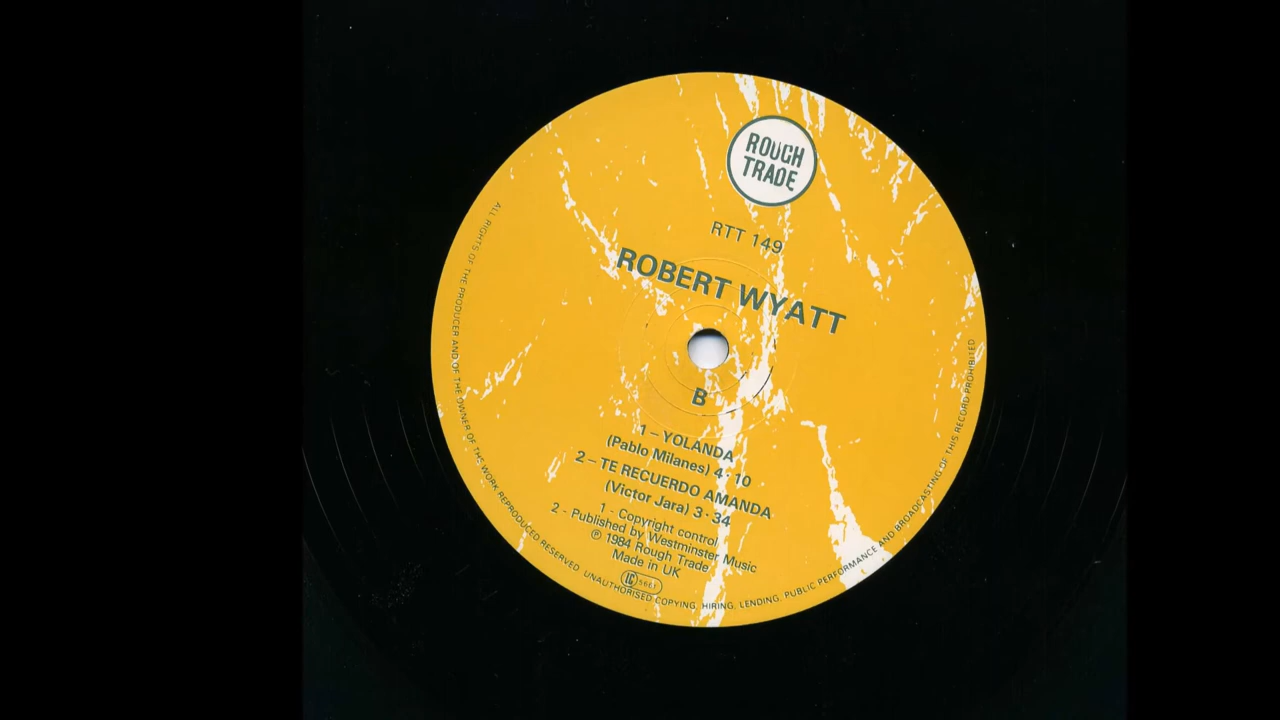 ROUGH
TRADE
RTT 149
ROBERT WYATT
B
1 – YOLANDA
(Pablo Milanes) 4·10
2 – TE RECUERDO AMANDA
(Victor Jara) 3·34
1 - Copyright control
2 - Published by Westminster Music
℗ 1984 Rough Trade
Made in UK
LC 5661
ALL RIGHTS OF THE PRODUCER AND OF THE OWNER OF THE WORK REPRODUCED RESERVED. UNAUTHORISED COPYING, HIRING, LENDING, PUBLIC PERFORMANCE AND BROADCASTING OF THIS RECORD PROHIBITED